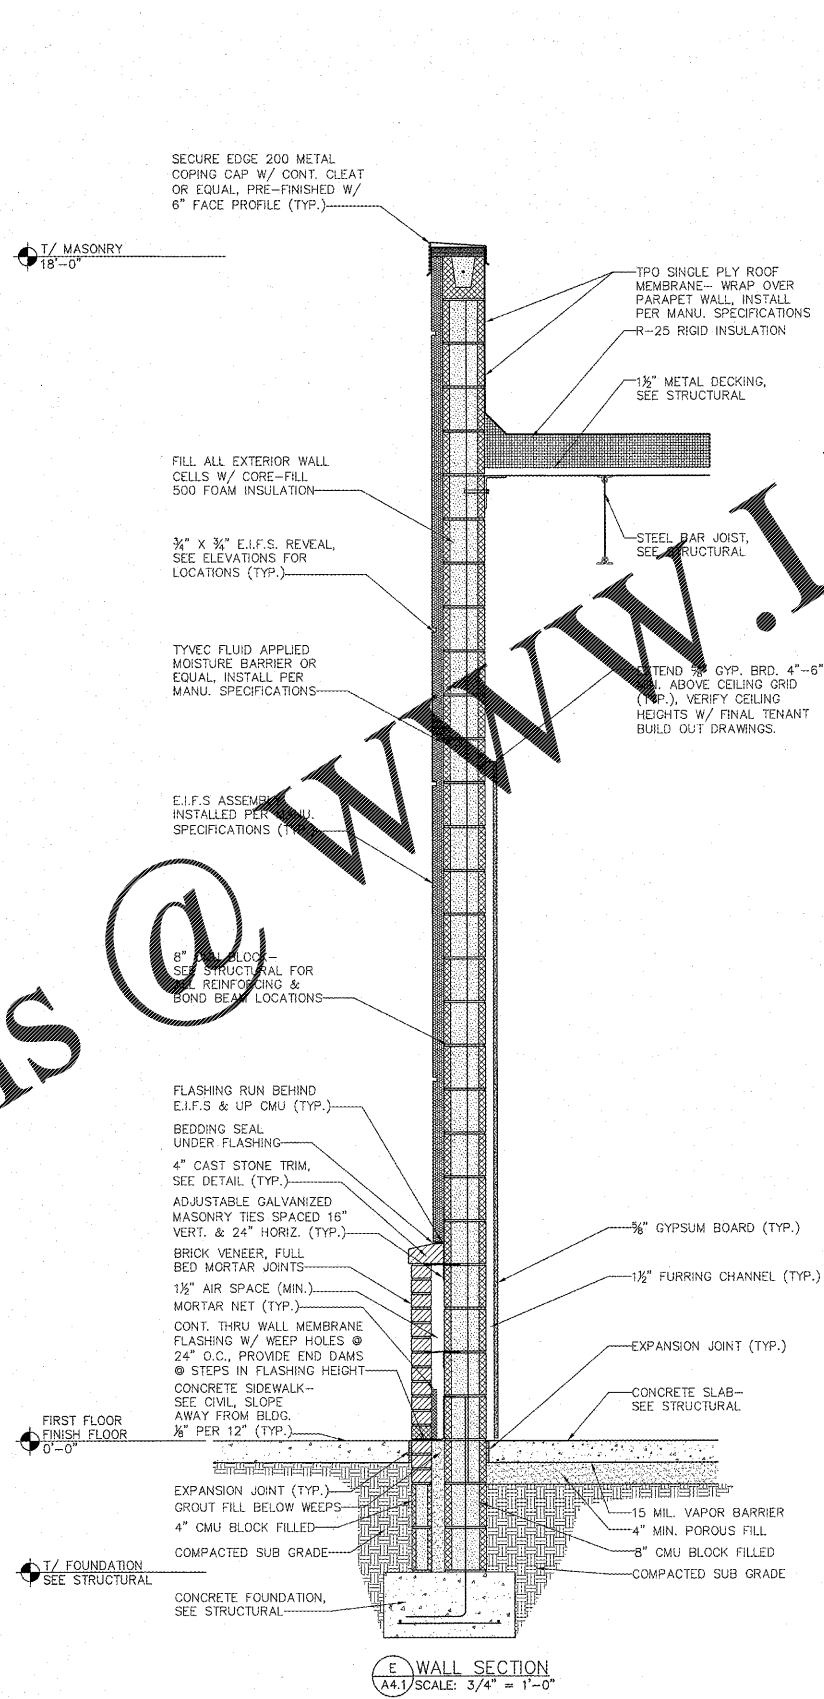 SECURE EDGE 200 METAL
COPING CAP W/ CONT. CLEAT
OR EQUAL, PRE-FINISHED W/
6" FACE PROFILE (TYP.)
T/ MASONRY
18'-0"
TPO SINGLE PLY ROOF
MEMBRANE- WRAP OVER
PARAPET WALL, INSTALL
PER MANU. SPECIFICATIONS
R-25 RIGID INSULATION
1½" METAL DECKING,
SEE STRUCTURAL
FILL ALL EXTERIOR WALL
CELLS W/ CORE-FILL
500 FOAM INSULATION
¾" X ¾" E.I.F.S. REVEAL,
SEE ELEVATIONS FOR
LOCATIONS (TYP.)
STEEL BAR JOIST,
SEE STRUCTURAL
TYVEC FLUID APPLIED
MOISTURE BARRIER OR
EQUAL, INSTALL PER
MANU. SPECIFICATIONS
EXTEND ⅝" GYP. BRD. 4"-6"
MIN. ABOVE CEILING GRID
(TYP.), VERIFY CEILING
HEIGHTS W/ FINAL TENANT
BUILD OUT DRAWINGS.
E.I.F.S ASSEMBLY
INSTALLED PER MANU.
SPECIFICATIONS (TYP.)
8" CMU BLOCK-
SEE STRUCTURAL FOR
ALL REINFORCING &
BOND BEAM LOCATIONS
FLASHING RUN BEHIND
E.I.F.S & UP CMU (TYP.)
BEDDING SEAL
UNDER FLASHING
4" CAST STONE TRIM,
SEE DETAIL (TYP.)
ADJUSTABLE GALVANIZED
MASONRY TIES SPACED 16"
VERT. & 24" HORIZ. (TYP.)
BRICK VENEER, FULL
BED MORTAR JOINTS
1½" AIR SPACE (MIN.)
MORTAR NET (TYP.)
CONT. THRU WALL MEMBRANE
FLASHING W/ WEEP HOLES @
24" O.C., PROVIDE END DAMS
@ STEPS IN FLASHING HEIGHT
CONCRETE SIDEWALK-
SEE CIVIL, SLOPE
AWAY FROM BLDG.
⅛" PER 12" (TYP.)
⅝" GYPSUM BOARD (TYP.)
1½" FURRING CHANNEL (TYP.)
EXPANSION JOINT (TYP.)
CONCRETE SLAB-
SEE STRUCTURAL
FIRST FLOOR
FINISH FLOOR
0'-0"
EXPANSION JOINT (TYP.)
GROUT FILL BELOW WEEPS
4" CMU BLOCK FILLED
COMPACTED SUB GRADE
15 MIL. VAPOR BARRIER
4" MIN. POROUS FILL
8" CMU BLOCK FILLED
COMPACTED SUB GRADE
T/ FOUNDATION
SEE STRUCTURAL
CONCRETE FOUNDATION,
SEE STRUCTURAL
E
A4.1
WALL SECTION
SCALE: 3/4" = 1'-0"
s @ www.I